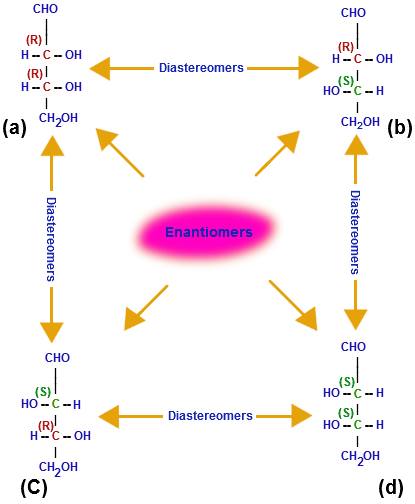 CHO
(R)
H – C – OH
(R)
H – C – OH
CH2OH
(a)
Diastereomers
CHO
(R)
H – C – OH
(S)
HO – C – H
CH2OH
(b)
Diastereomers
Enantiomers
Diastereomers
CHO
(S)
HO – C – H
(R)
H – C – OH
CH2OH
(C)
Diastereomers
CHO
(S)
HO – C – H
(S)
HO – C – H
CH2OH
(d)